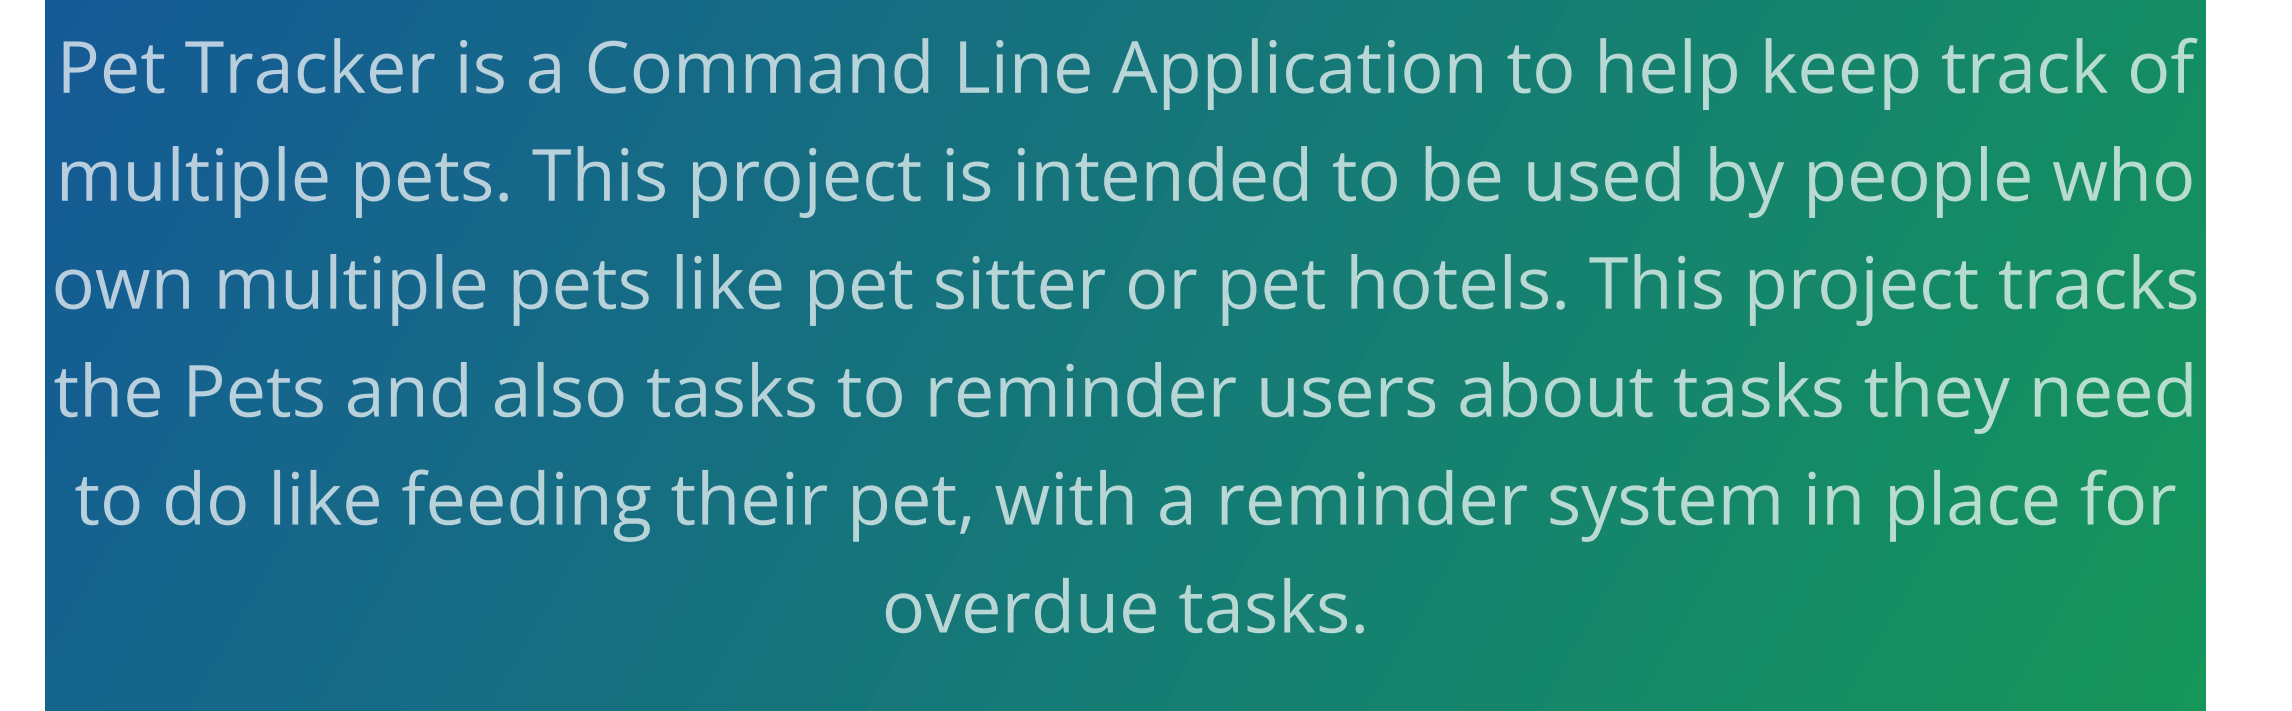 Pet Tracker is a Command Line Application to help keep track of
multiple pets. This project is intended to be used by people who
own multiple pets like pet sitter or pet hotels. This project tracks
the Pets and also tasks to reminder users about tasks they need
to do like feeding their pet, with a reminder system in place for
overdue tasks.